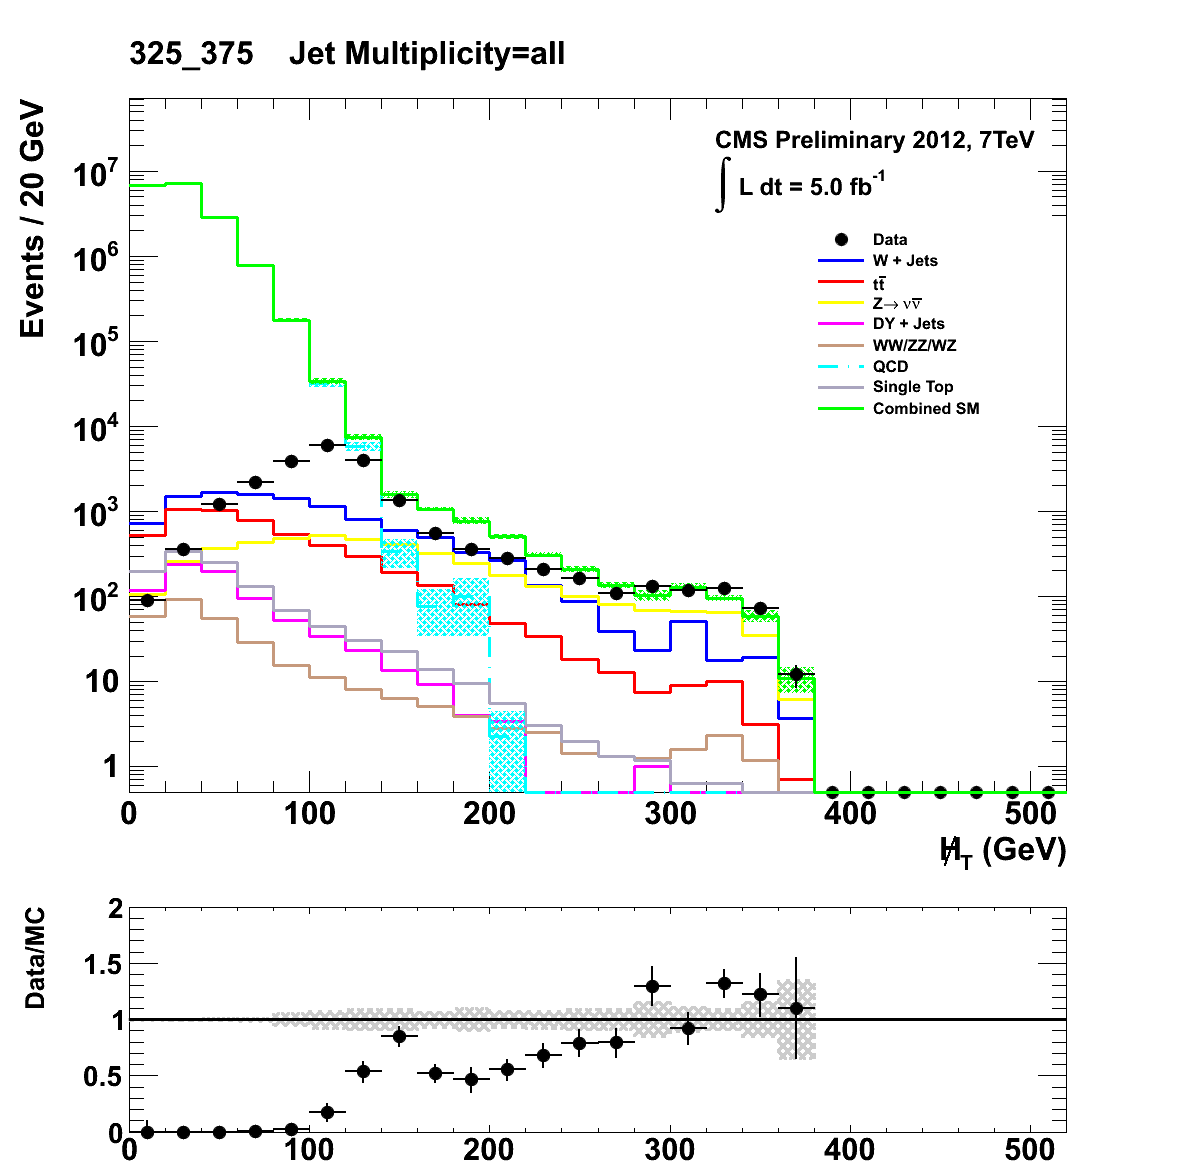 325_375 Jet Multiplicity=all
Events / 20 GeV
CMS Preliminary 2012, 7TeV
∫ L dt = 5.0 fb⁻¹
Data
W + Jets
tt̅
Z→ νν̅
DY + Jets
WW/ZZ/WZ
QCD
Single Top
Combined SM
10⁷
10⁶
10⁵
10⁴
10³
10²
10
1
0 100 200 300 400 500
H̸_T (GeV)
Data/MC
2
1.5
1
0.5
0
0 100 200 300 400 500